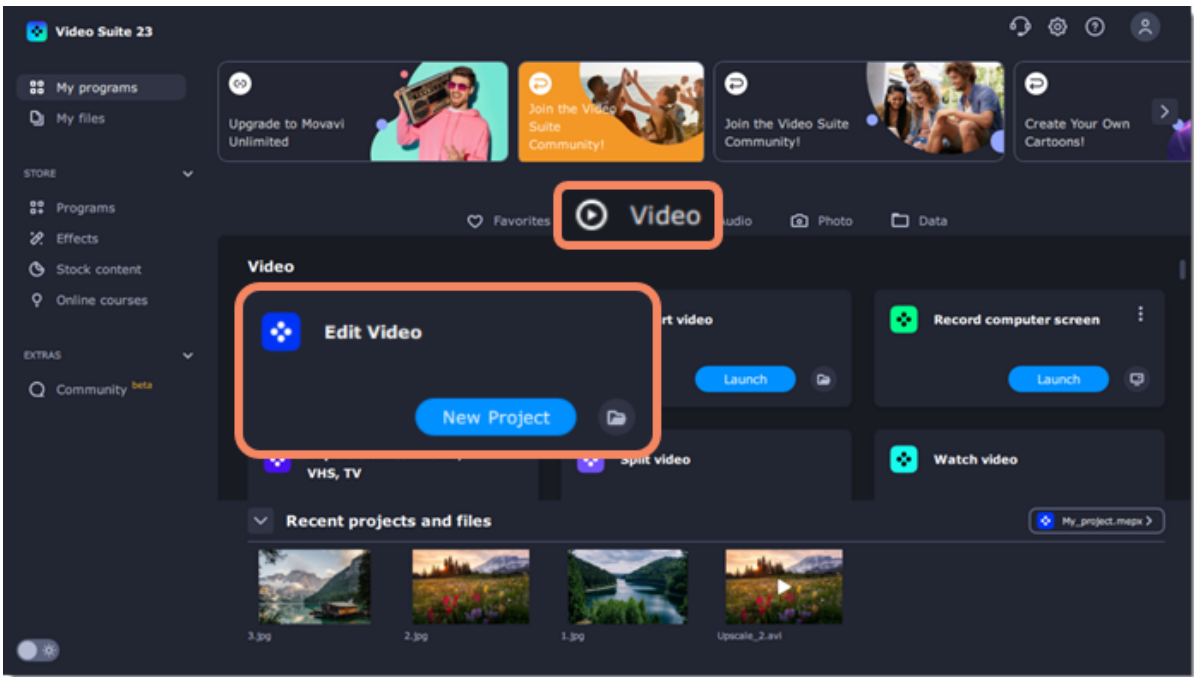 Video Suite 23
My programs
My files
STORE
Programs
Effects
Stock content
Online courses
EXTRAS
Community beta
Upgrade to Movavi
Unlimited
Join the Video
Suite
Community!
Join the Video Suite
Community!
Create Your Own
Cartoons!
Favorites
Video
udio
Photo
Data
Video
Edit Video
New Project
rt video
Launch
Record computer screen
Launch
VHS, TV
Split video
Watch video
Recent projects and files
My_project.mepx
3.jpg
2.jpg
1.jpg
Upscale_2.avi